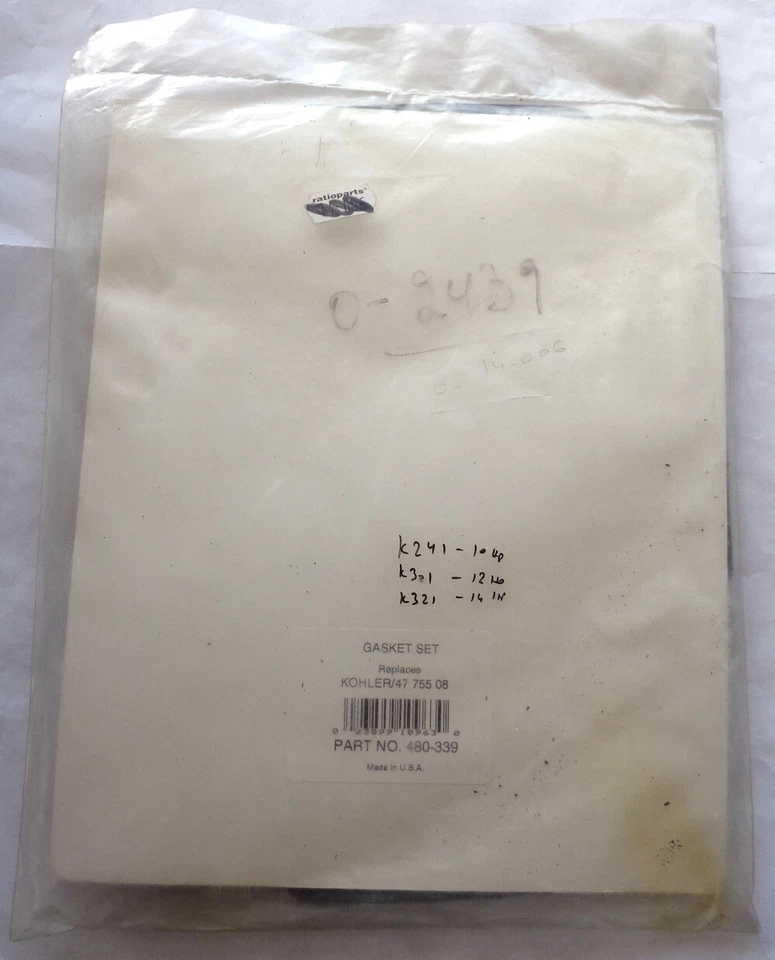 ratioparts
0-2439
0-14-006
K241 - 10 Hp
K301 - 12 Hp
K321 - 14 Hp
GASKET SET
Replaces
KOHLER/47 755 08
PART NO. 480-339
Made in U.S.A.